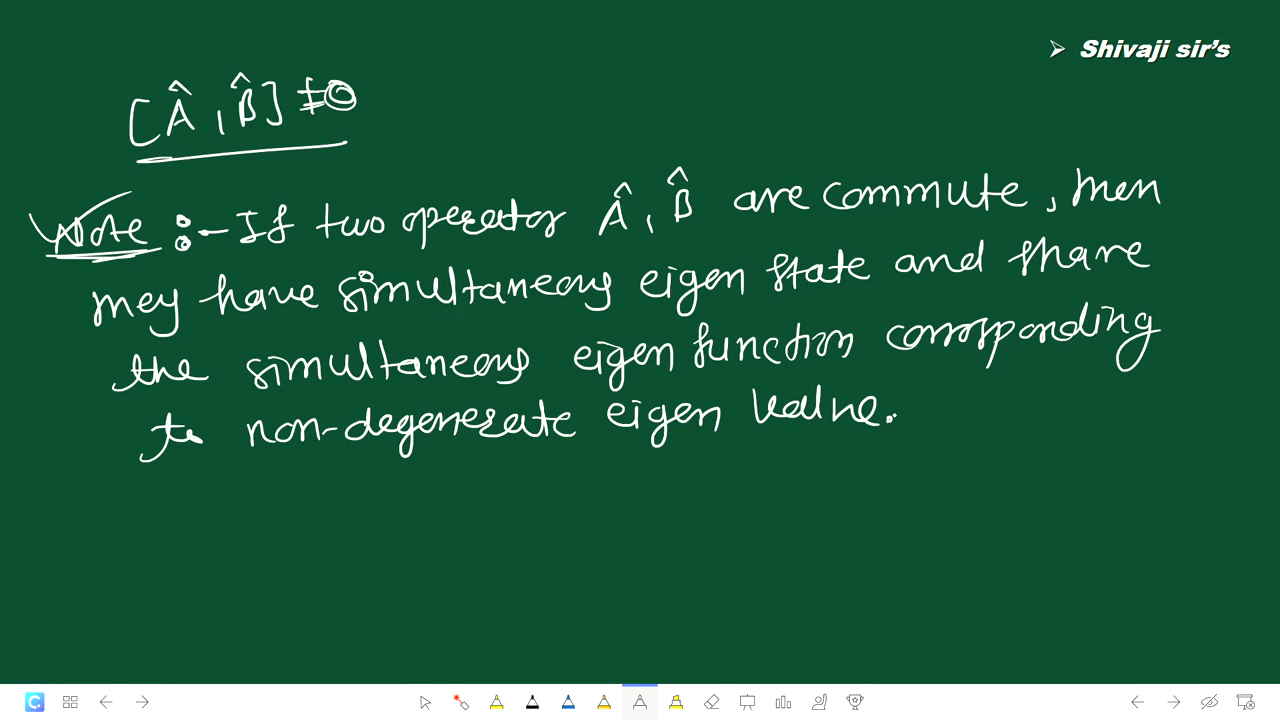 ➢ Shivaji sir's
[Â, B̂] ≠ 0
Note :- If two operator Â, B̂ are commute, then
they have simultaneous eigen state and share
the simultaneous eigen function corresponding
to non-degenerate eigen value.